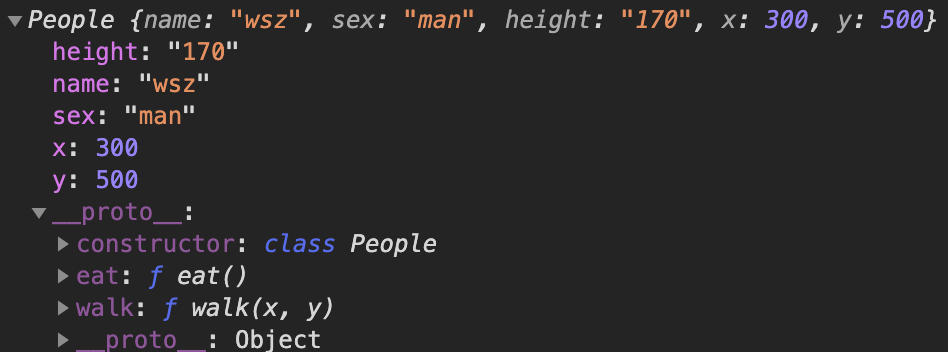 ▼People {name: "wsz", sex: "man", height: "170", x: 300, y: 500}
height: "170"
name: "wsz"
sex: "man"
x: 300
y: 500
▼__proto__:
▶constructor: class People
▶eat: ƒ eat()
▶walk: ƒ walk(x, y)
▶__proto__: Object